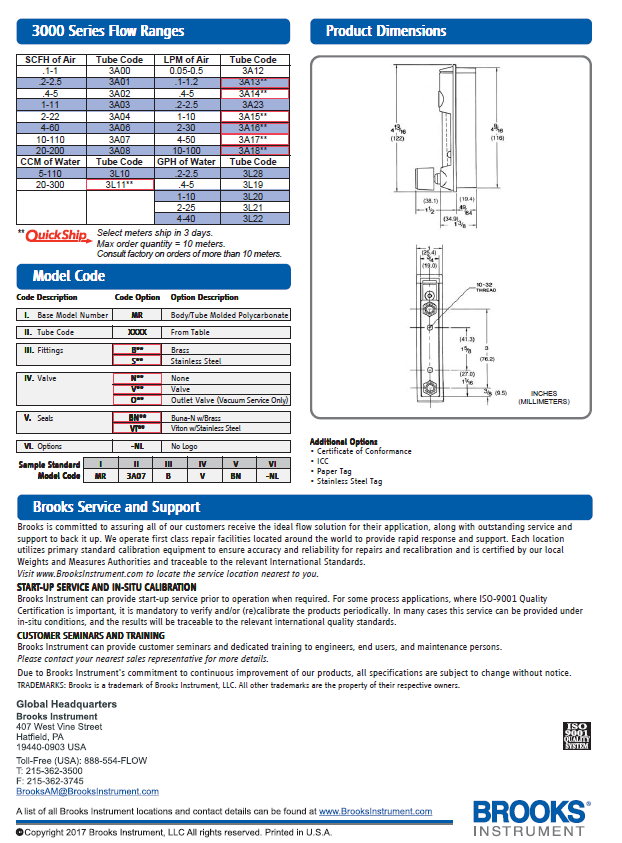 3000 Series Flow Ranges
SCFH of Air Tube Code LPM of Air Tube Code
.1-1 3A00 0.05-0.5 3A12
.2-2.5 3A01 .1-1.2 3A13**
.4-5 3A02 .4-5 3A14**
1-11 3A03 .2-2.5 3A23
2-22 3A04 1-10 3A15**
4-60 3A06 2-30 3A16**
10-110 3A07 4-50 3A17**
20-200 3A08 10-100 3A18**
CCM of Water Tube Code GPH of Water Tube Code
5-110 3L10 .2-2.5 3L28
20-300 3L11** .4-5 3L19
1-10 3L20
2-25 3L21
4-40 3L22
** QuickShip Select meters ship in 3 days.
Max order quantity = 10 meters.
Consult factory on orders of more than 10 meters.
Model Code
Code Description Code Option Option Description
I. Base Model Number MR Body/Tube Molded Polycarbonate
II. Tube Code XXXX From Table
III. Fittings B** Brass
S** Stainless Steel
IV. Valve N** None
V** Valve
O** Outlet Valve (Vacuum Service Only)
V. Seals BN** Buna-N w/Brass
VT** Viton w/Stainless Steel
VI. Options -NL No Logo
Sample Standard I II III IV V VI
Model Code MR 3A07 B V BN -NL
Product Dimensions
4 13/16
(122)
4 9/16
(116)
(38.1)
1 1/2
(19.4)
49/64
(34.9)
1 3/8
1
(25.4)
3/4
(19.0)
10-32
THREAD
(41.3)
1 5/8
3
(76.2)
(27.0)
1 1/16
3/8 (9.5)
INCHES
(MILLIMETERS)
Additional Options
• Certificate of Conformance
• ICC
• Paper Tag
• Stainless Steel Tag
Brooks Service and Support
Brooks is committed to assuring all of our customers receive the ideal flow solution for their application, along with outstanding service and
support to back it up. We operate first class repair facilities located around the world to provide rapid response and support. Each location
utilizes primary standard calibration equipment to ensure accuracy and reliability for repairs and recalibration and is certified by our local
Weights and Measures Authorities and traceable to the relevant International Standards.
Visit www.BrooksInstrument.com to locate the service location nearest to you.
START-UP SERVICE AND IN-SITU CALIBRATION
Brooks Instrument can provide start-up service prior to operation when required. For some process applications, where ISO-9001 Quality
Certification is important, it is mandatory to verify and/or (re)calibrate the products periodically. In many cases this service can be provided under
in-situ conditions, and the results will be traceable to the relevant international quality standards.
CUSTOMER SEMINARS AND TRAINING
Brooks Instrument can provide customer seminars and dedicated training to engineers, end users, and maintenance persons.
Please contact your nearest sales representative for more details.
Due to Brooks Instrument's commitment to continuous improvement of our products, all specifications are subject to change without notice.
TRADEMARKS: Brooks is a trademark of Brooks Instrument, LLC. All other trademarks are the property of their respective owners.
Global Headquarters
Brooks Instrument
407 West Vine Street
Hatfield, PA
19440-0903 USA
Toll-Free (USA): 888-554-FLOW
T: 215-362-3500
F: 215-362-3745
BrooksAM@BrooksInstrument.com
ISO
9001
QUALITY
SYSTEM
A list of all Brooks Instrument locations and contact details can be found at www.BrooksInstrument.com
©Copyright 2017 Brooks Instrument, LLC All rights reserved. Printed in U.S.A.
BROOKS®
INSTRUMENT